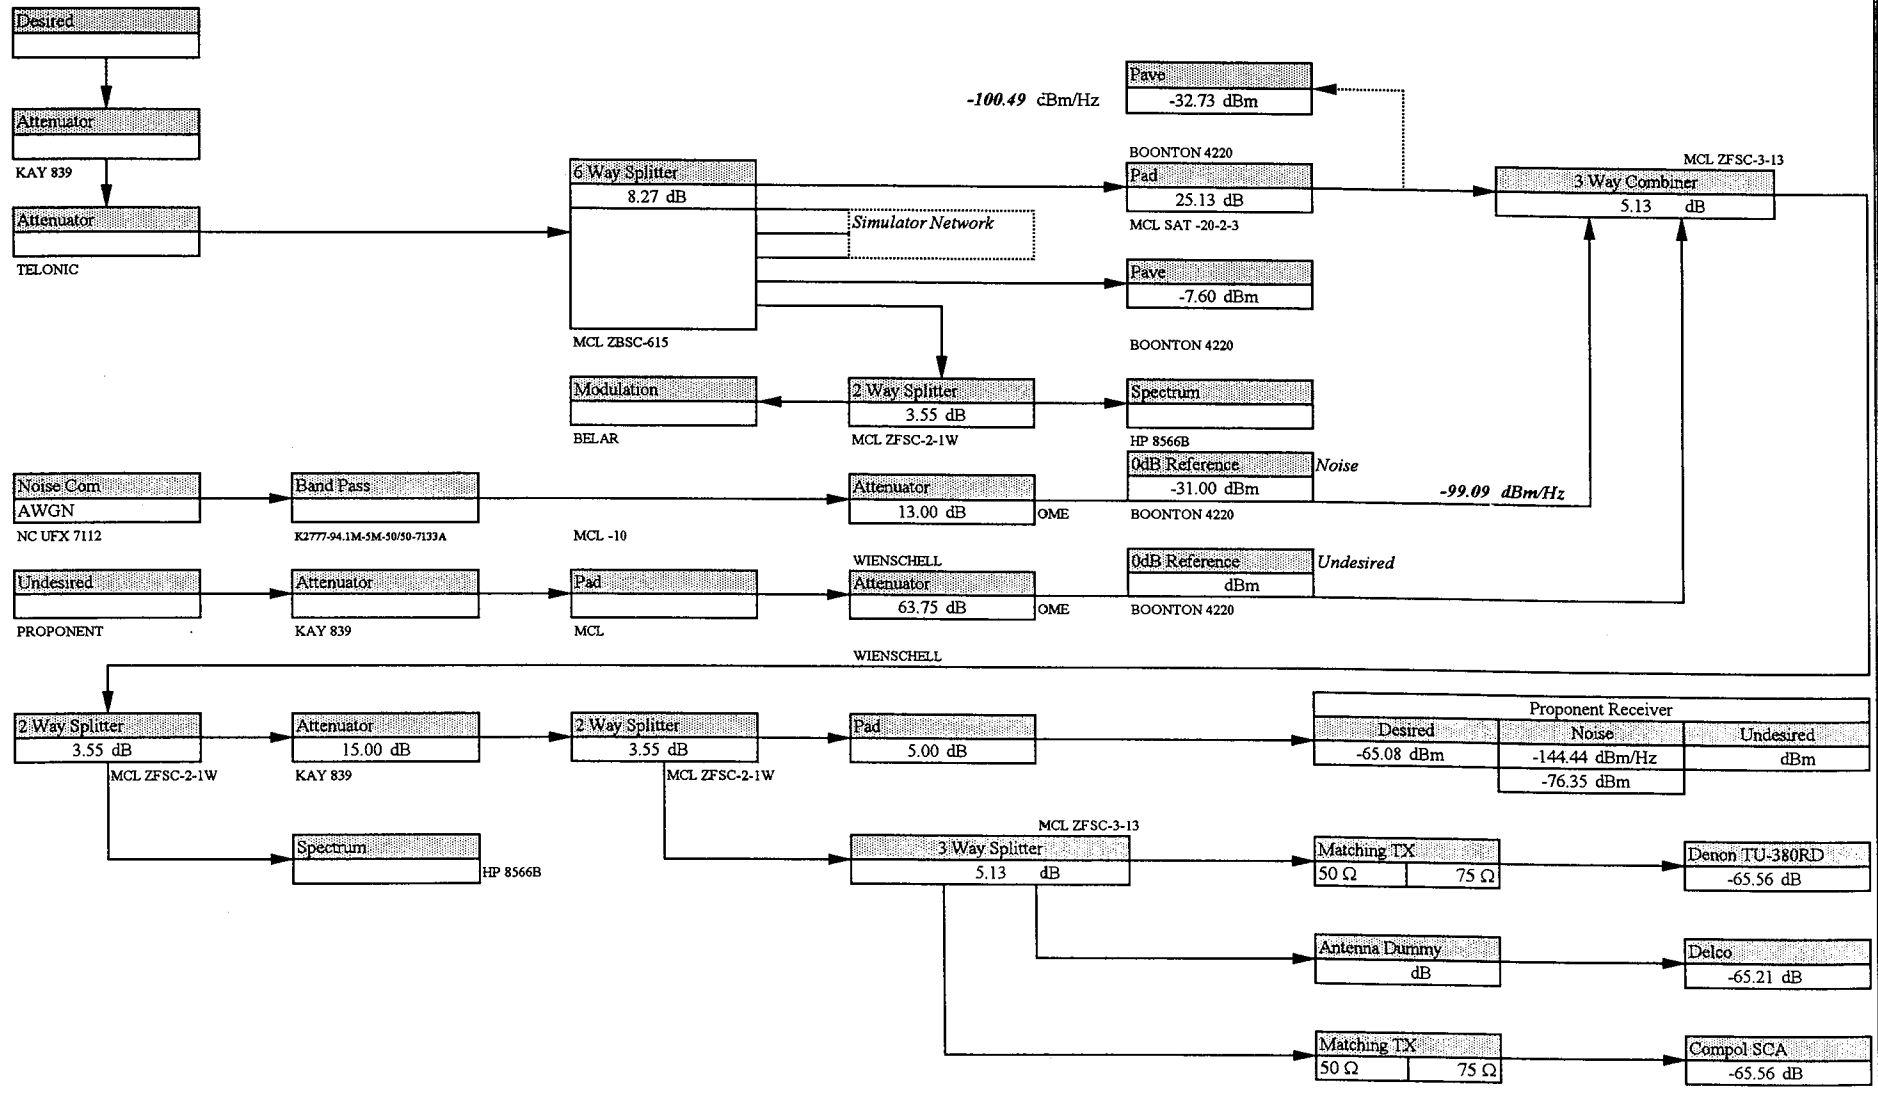 Desired
Attenuator
KAY 839
Attenuator
TELONIC
6 Way Splitter
8.27 dB
MCL ZBSC-615
Simulator Network
-100.49 dBm/Hz
Pave
-32.73 dBm
BOONTON 4220
Pad
25.13 dB
MCL SAT -20-2-3
MCL ZFSC-3-13
3 Way Combiner
5.13 dB
Pave
-7.60 dBm
BOONTON 4220
Modulation
BELAR
2 Way Splitter
3.55 dB
MCL ZFSC-2-1W
Spectrum
HP 8566B
Noise Com
AWGN
NC UFX 7112
Band Pass
K2777-94.1M-5M-50/50-7133A
MCL -10
Attenuator
13.00 dB
OME
WIENSCHELL
0dB Reference
-31.00 dBm
BOONTON 4220
Noise
-99.09 dBm/Hz
Undesired
PROPONENT
Attenuator
KAY 839
Pad
MCL
Attenuator
63.75 dB
OME
WIENSCHELL
0dB Reference
dBm
BOONTON 4220
Undesired
2 Way Splitter
3.55 dB
MCL ZFSC-2-1W
Attenuator
15.00 dB
KAY 839
2 Way Splitter
3.55 dB
MCL ZFSC-2-1W
Pad
5.00 dB
Proponent Receiver
Desired Noise Undesired
-65.08 dBm -144.44 dBm/Hz dBm
-76.35 dBm
Spectrum
HP 8566B
MCL ZFSC-3-13
3 Way Splitter
5.13 dB
Matching TX
50 Ω 75 Ω
Denon TU-380RD
-65.56 dB
Antenna Dummy
dB
Delco
-65.21 dB
Matching TX
50 Ω 75 Ω
Compol SCA
-65.56 dB